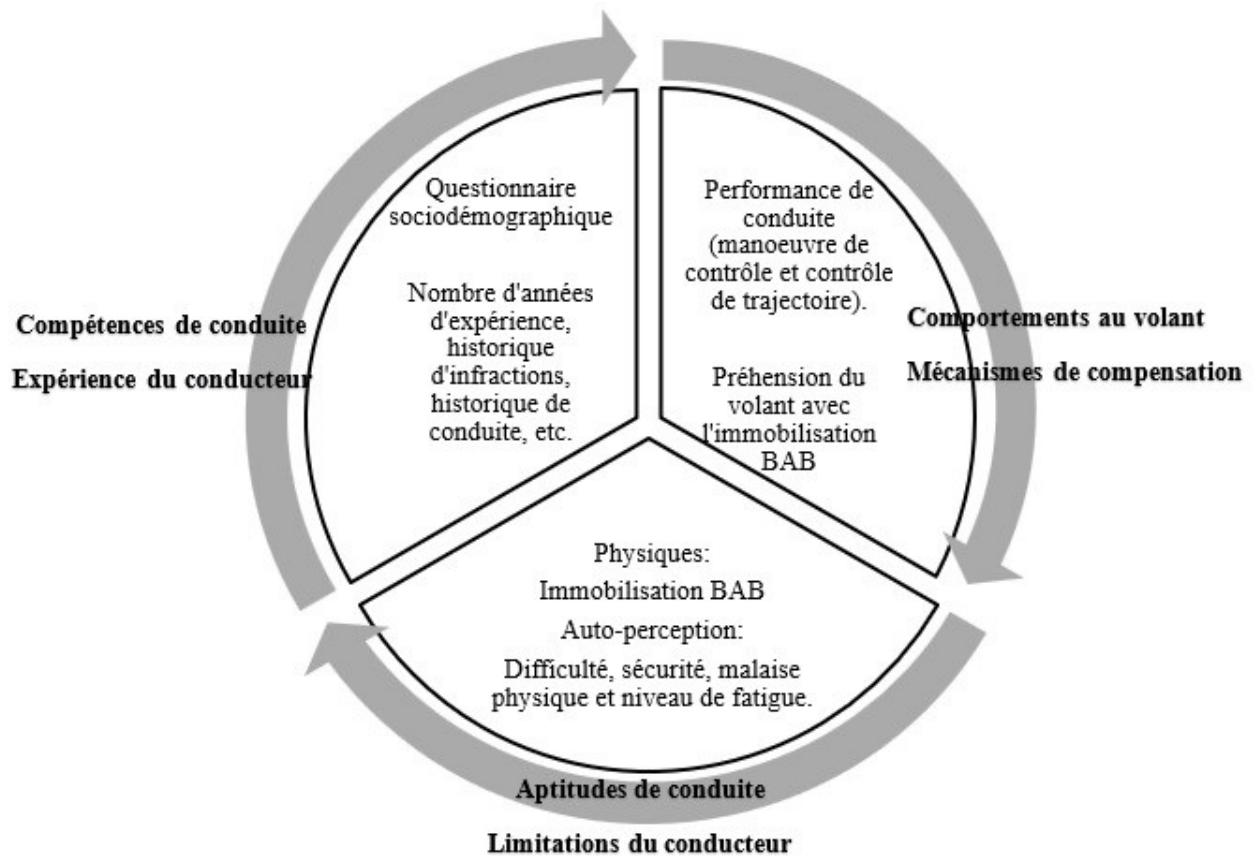 Questionnaire
sociodémographique
Nombre d'années
d'expérience,
historique
d'infractions,
historique de
conduite, etc.
Compétences de conduite
Expérience du conducteur
Performance de
conduite
(manoeuvre de
contrôle et contrôle
de trajectoire).
Préhension du
volant avec
l'immobilisation
BAB
Comportements au volant
Mécanismes de compensation
Physiques:
Immobilisation BAB
Auto-perception:
Difficulté, sécurité, malaise
physique et niveau de fatigue.
Aptitudes de conduite
Limitations du conducteur